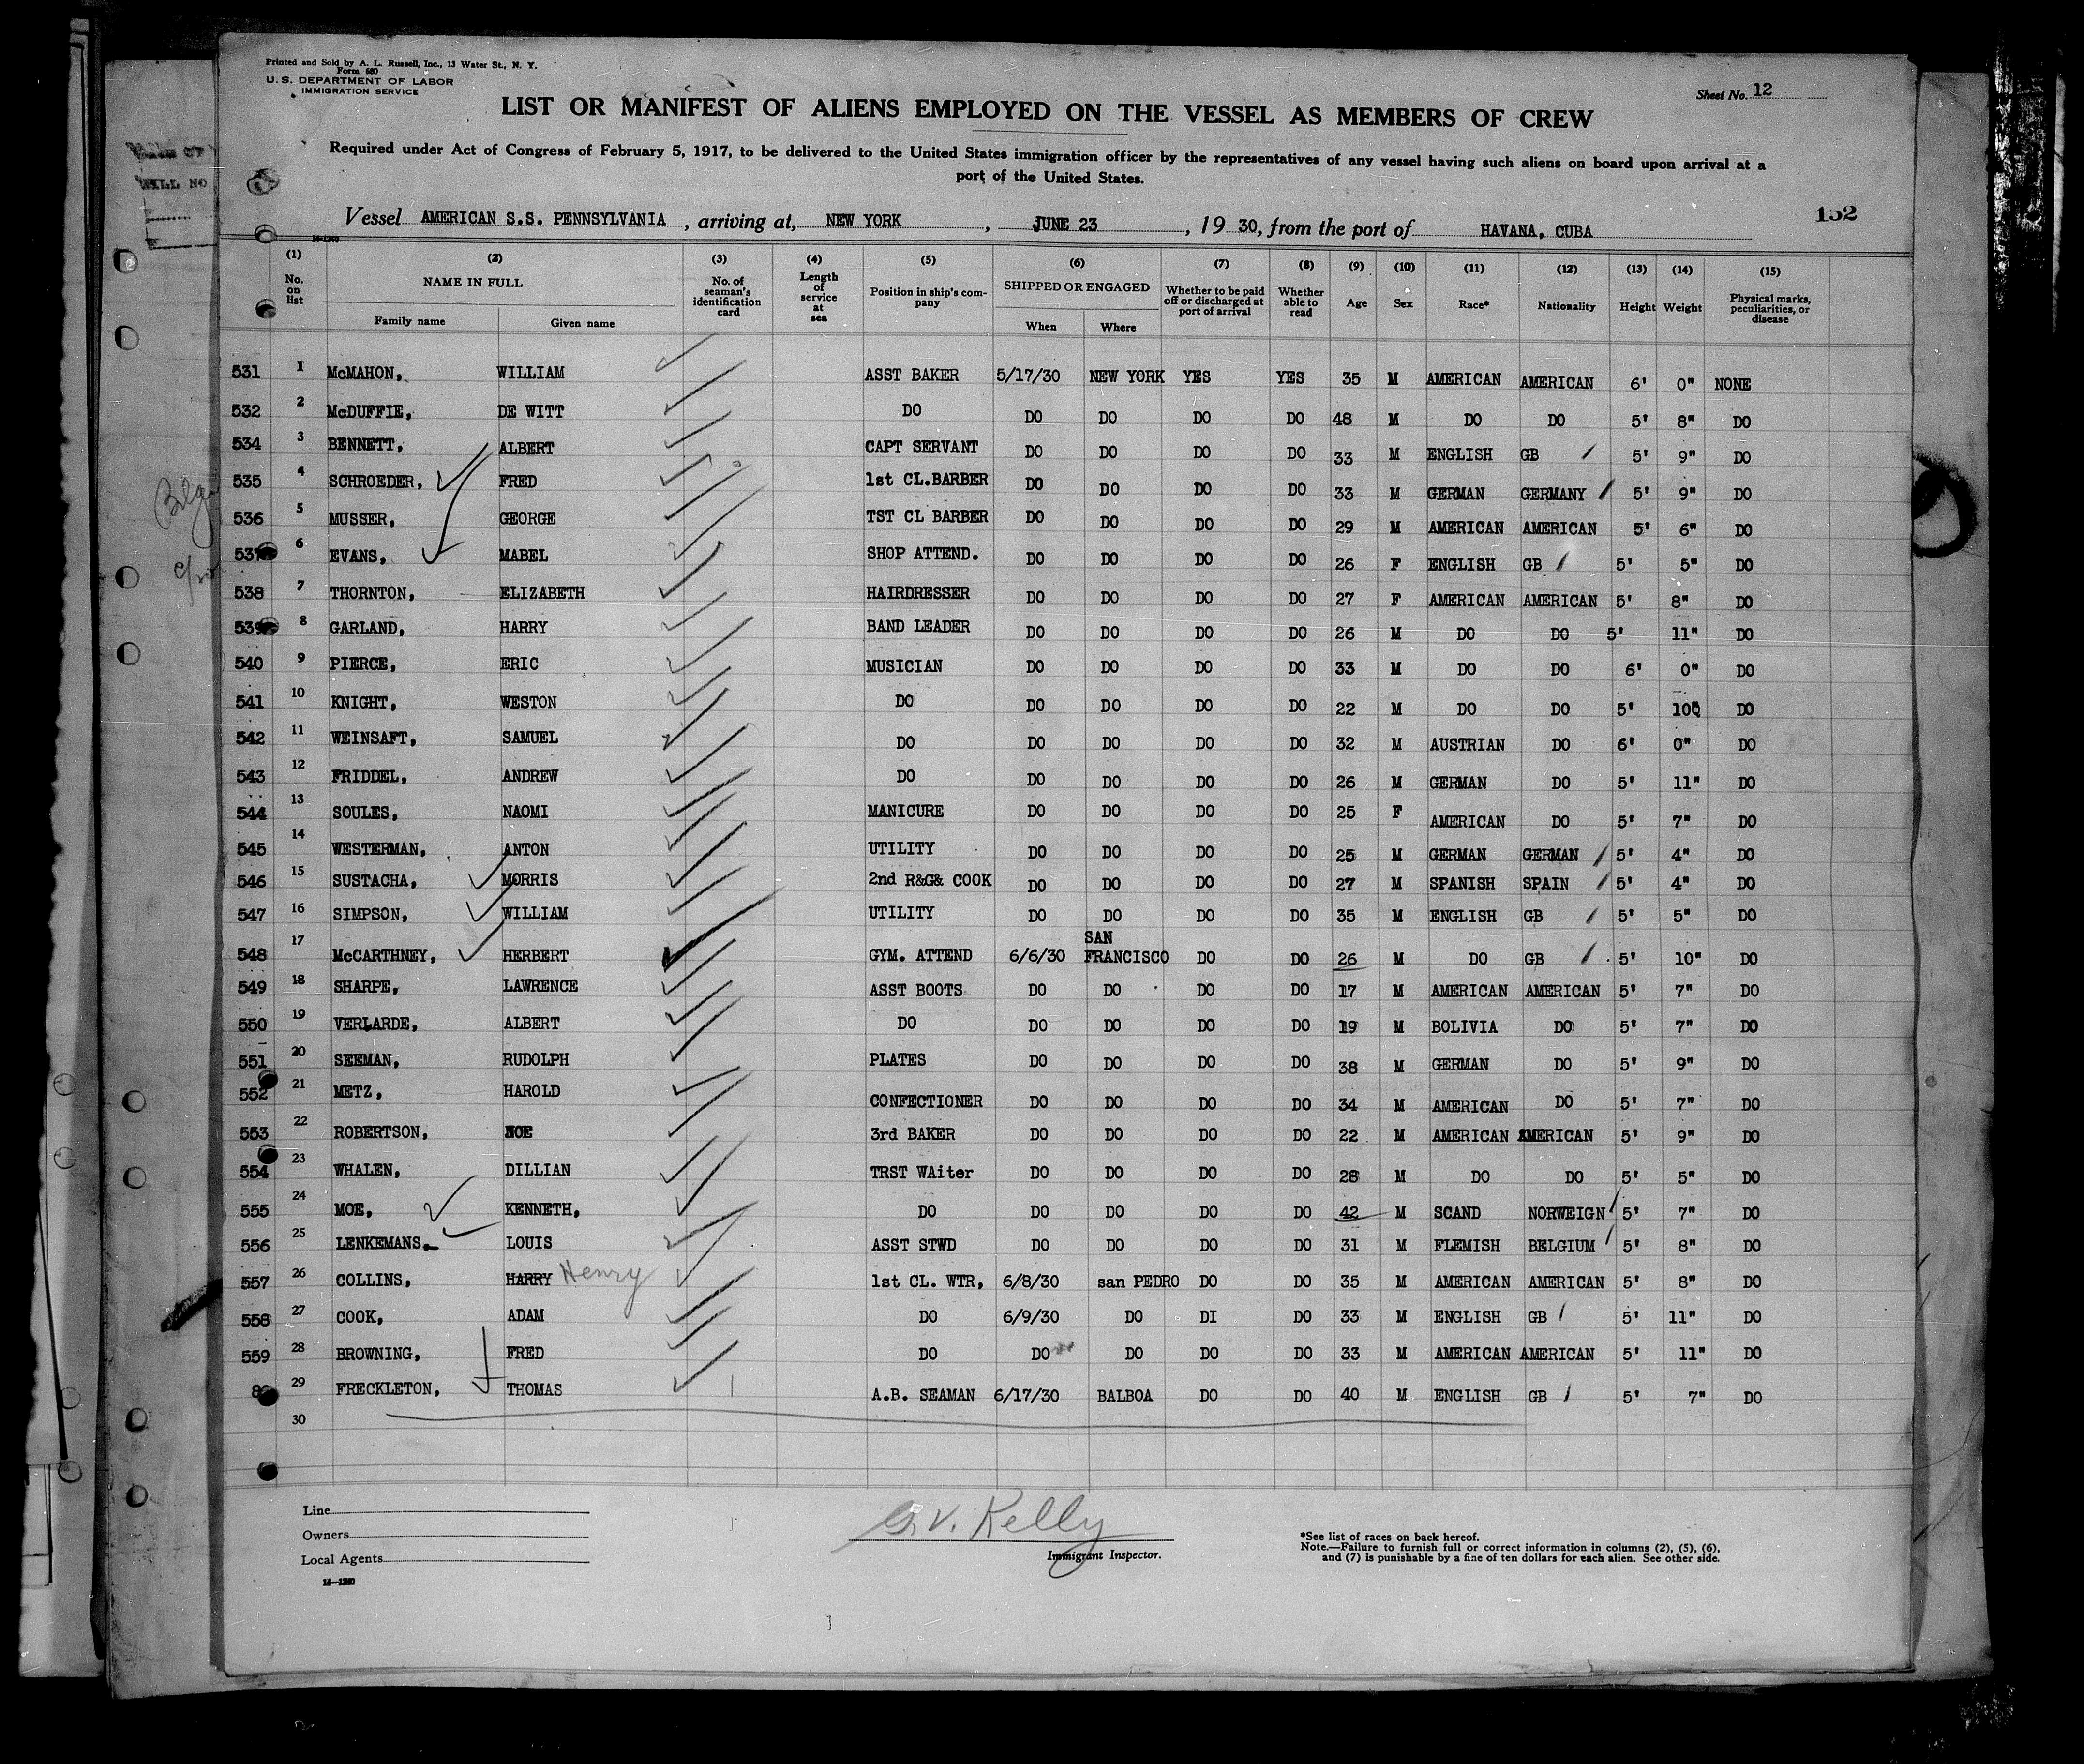 Printed and Sold by A. L. Russell, Inc., 13 Water St., N. Y.
Form 680
U. S. DEPARTMENT OF LABOR
IMMIGRATION SERVICE
Sheet No. 12
LIST OR MANIFEST OF ALIENS EMPLOYED ON THE VESSEL AS MEMBERS OF CREW
Required under Act of Congress of February 5, 1917, to be delivered to the United States immigration officer by the representatives of any vessel having such aliens on board upon arrival at a
port of the United States.
152
Vessel AMERICAN S.S. PENNSYLVANIA, arriving at, NEW YORK, JUNE 23, 19 30, from the port of HAVANA, CUBA
(1) (2) (3) (4) (5) (6) (7) (8) (9) (10) (11) (12) (13) (14) (15)
No. on list NAME IN FULL Family name Given name No. of seaman's identification card Length of service at sea Position in ship's company SHIPPED OR ENGAGED When Where Whether to be paid off or discharged at port of arrival Whether able to read Age Sex Race* Nationality Height Weight Physical marks, peculiarities, or disease
531 1 McMAHON, WILLIAM ASST BAKER 5/17/30 NEW YORK YES YES 35 M AMERICAN AMERICAN 6' 0" NONE
532 2 McDUFFIE, DE WITT DO DO DO DO DO 48 M DO DO 5' 8" DO
534 3 BENNETT, ALBERT CAPT SERVANT DO DO DO DO 33 M ENGLISH GB 5' 9" DO
535 4 SCHROEDER, FRED 1st CL.BARBER DO DO DO DO 33 M GERMAN GERMANY 5' 9" DO
536 5 MUSSER, GEORGE TST CL BARBER DO DO DO DO 29 M AMERICAN AMERICAN 5' 6" DO
537 6 EVANS, MABEL SHOP ATTEND. DO DO DO DO 26 F ENGLISH GB 5' 5" DO
538 7 THORNTON, ELIZABETH HAIRDRESSER DO DO DO DO 27 F AMERICAN AMERICAN 5' 8" DO
539 8 GARLAND, HARRY BAND LEADER DO DO DO DO 26 M DO DO 5' 11" DO
540 9 PIERCE, ERIC MUSICIAN DO DO DO DO 33 M DO DO 6' 0" DO
541 10 KNIGHT, WESTON DO DO DO DO DO 22 M DO DO 5' 10" DO
542 11 WEINSAFT, SAMUEL DO DO DO DO DO 32 M AUSTRIAN DO 6' 0" DO
543 12 FRIDDEL, ANDREW DO DO DO DO DO 26 M GERMAN DO 5' 11" DO
544 13 SOULES, NAOMI MANICURE DO DO DO DO 25 F AMERICAN DO 5' 7" DO
545 14 WESTERMAN, ANTON UTILITY DO DO DO DO 25 M GERMAN GERMAN 5' 4" DO
546 15 SUSTACHA, MORRIS 2nd R&G& COOK DO DO DO DO 27 M SPANISH SPAIN 5' 4" DO
547 16 SIMPSON, WILLIAM UTILITY DO DO DO DO 35 M ENGLISH GB 5' 5" DO
548 17 McCARTHNEY, HERBERT GYM. ATTEND 6/6/30 SAN FRANCISCO DO DO 26 M DO GB 5' 10" DO
549 18 SHARPE, LAWRENCE ASST BOOTS DO DO DO DO 17 M AMERICAN AMERICAN 5' 7" DO
550 19 VERLARDE, ALBERT DO DO DO DO DO 19 M BOLIVIA DO 5' 7" DO
551 20 SEEMAN, RUDOLPH PLATES DO DO DO DO 38 M GERMAN DO 5' 9" DO
552 21 METZ, HAROLD CONFECTIONER DO DO DO DO 34 M AMERICAN DO 5' 7" DO
553 22 ROBERTSON, NOE 3rd BAKER DO DO DO DO 22 M AMERICAN AMERICAN 5' 9" DO
554 23 WHALEN, DILLIAN TRST WAiter DO DO DO DO 28 M DO DO 5' 5" DO
555 24 MOE, KENNETH, DO DO DO DO DO 42 M SCAND NORWEIGN 5' 7" DO
556 25 LENKEMANS. LOUIS ASST STWD DO DO DO DO 31 M FLEMISH BELGIUM 5' 8" DO
557 26 COLLINS, HARRY Henry 1st CL. WTR, 6/8/30 san PEDRO DO DO 35 M AMERICAN AMERICAN 5' 8" DO
558 27 COOK, ADAM DO 6/9/30 DO DI DO 33 M ENGLISH GB 5' 11" DO
559 28 BROWNING, FRED DO DO DO DO DO 33 M AMERICAN AMERICAN 5' 11" DO
29 FRECKLETON, THOMAS A.B. SEAMAN 6/17/30 BALBOA DO DO 40 M ENGLISH GB 5' 7" DO
30
Line
Owners
Local Agents
G. V. Kelly
Immigrant Inspector.
*See list of races on back hereof.
Note.—Failure to furnish full or correct information in columns (2), (5), (6),
and (7) is punishable by a fine of ten dollars for each alien. See other side.
14—1240